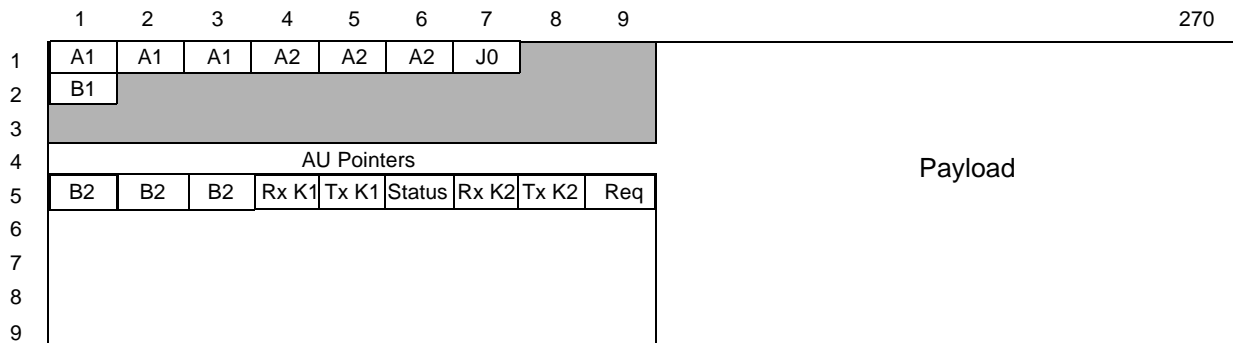 1 2 3 4 5 6 7 8 9 270
1 A1 A1 A1 A2 A2 A2 J0
2 B1
3
4 AU Pointers
Payload
5 B2 B2 B2 Rx K1 Tx K1 Status Rx K2 Tx K2 Req
6
7
8
9